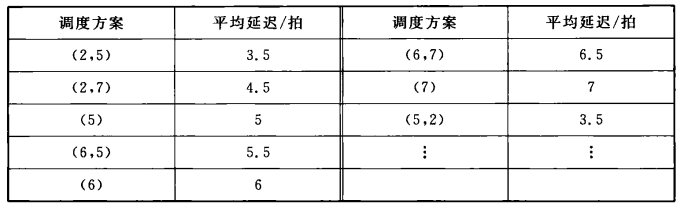 调度方案 平均延迟/拍 调度方案 平均延迟/拍
(2,5) 3.5 (6,7) 6.5
(2,7) 4.5 (7) 7
(5) 5 (5,2) 3.5
(6,5) 5.5 ⋮ ⋮
(6) 6